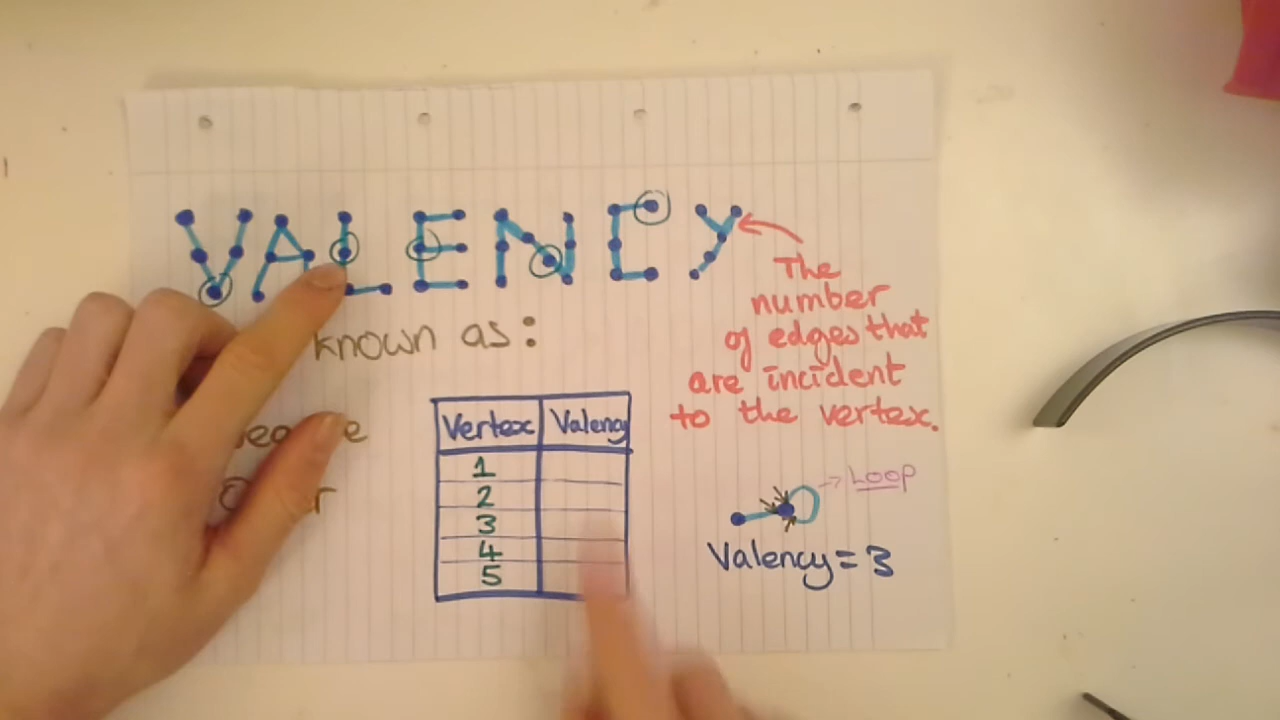 VALENCY
known as:
The
number
of edges that
are incident
to the vertex.
Vertex Valency
1
2
3
4
5
→ Loop
Valency = 3